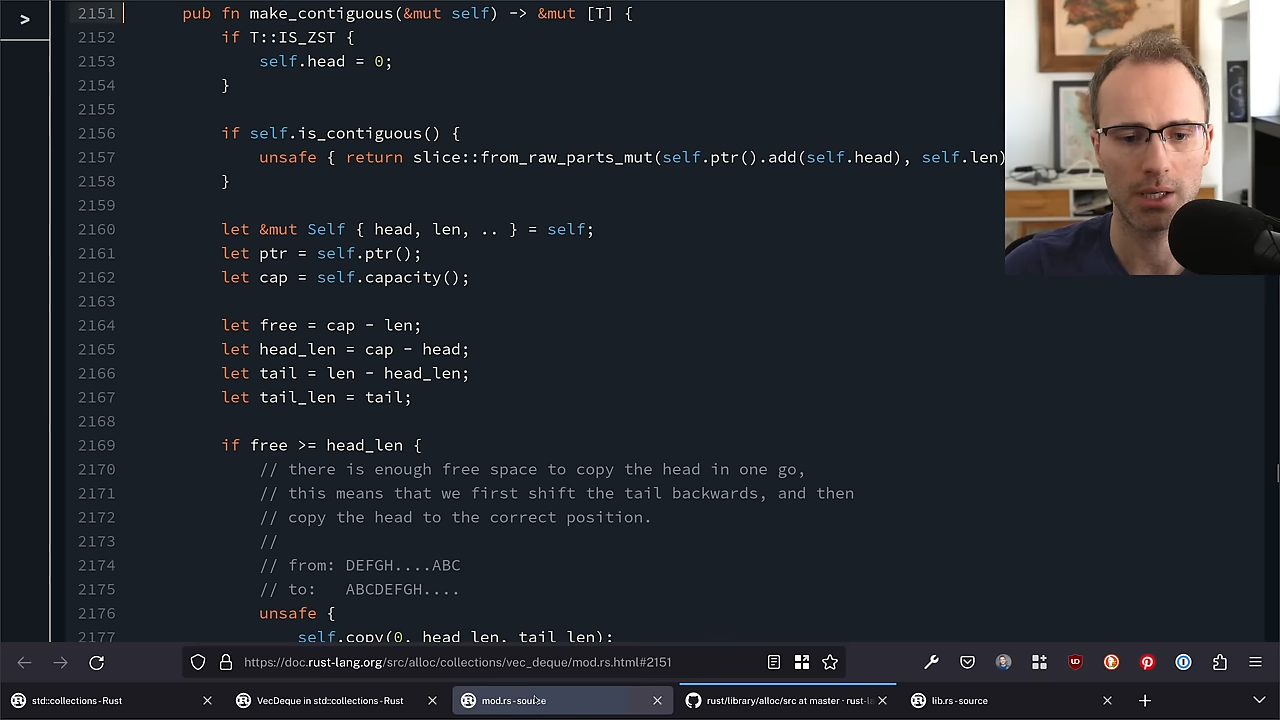 2151 pub fn make_contiguous(&mut self) -> &mut [T] {
2152 if T::IS_ZST {
2153 self.head = 0;
2154 }
2155
2156 if self.is_contiguous() {
2157 unsafe { return slice::from_raw_parts_mut(self.ptr().add(self.head), self.len)
2158 }
2159
2160 let &mut Self { head, len, .. } = self;
2161 let ptr = self.ptr();
2162 let cap = self.capacity();
2163
2164 let free = cap - len;
2165 let head_len = cap - head;
2166 let tail = len - head_len;
2167 let tail_len = tail;
2168
2169 if free >= head_len {
2170 // there is enough free space to copy the head in one go,
2171 // this means that we first shift the tail backwards, and then
2172 // copy the head to the correct position.
2173 //
2174 // from: DEFGH....ABC
2175 // to:   ABCDEFGH....
2176 unsafe {
2177 self.copy(0, head_len, tail_len);
https://doc.rust-lang.org/src/alloc/collections/vec_deque/mod.rs.html#2151
std::collections - Rust
VecDeque in std::collections - Rust
mod.rs - source
rust/library/alloc/src at master · rust-la
lib.rs - source